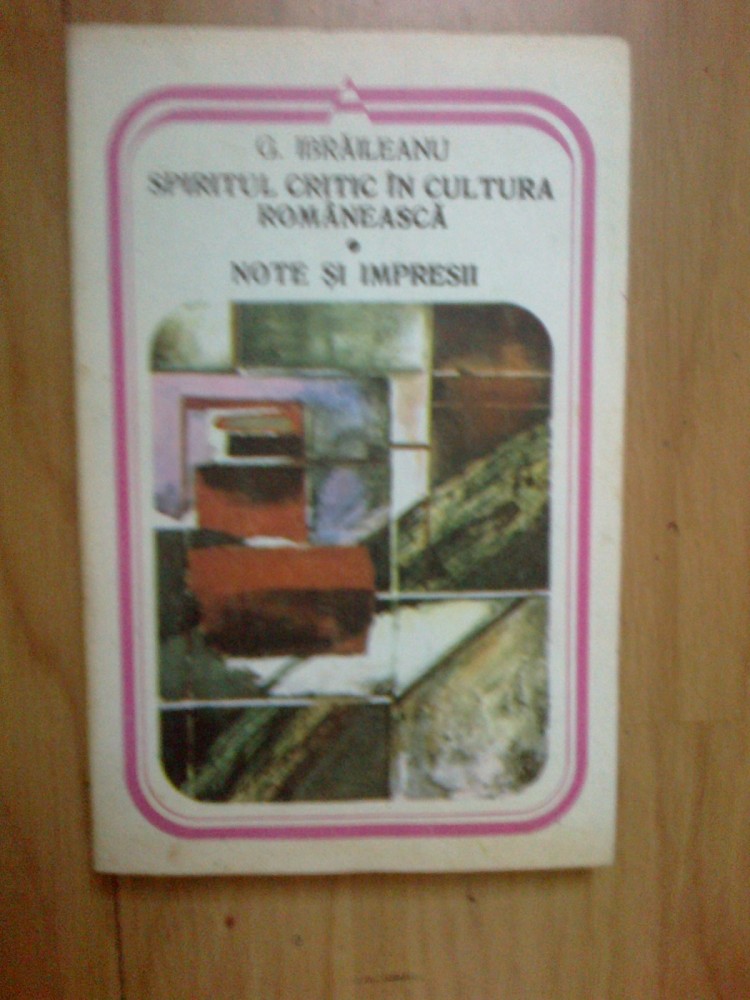 G. IBRĂILEANU
SPIRITUL CRITIC ÎN CULTURA
ROMÂNEASCĂ
•
NOTE ȘI IMPRESII